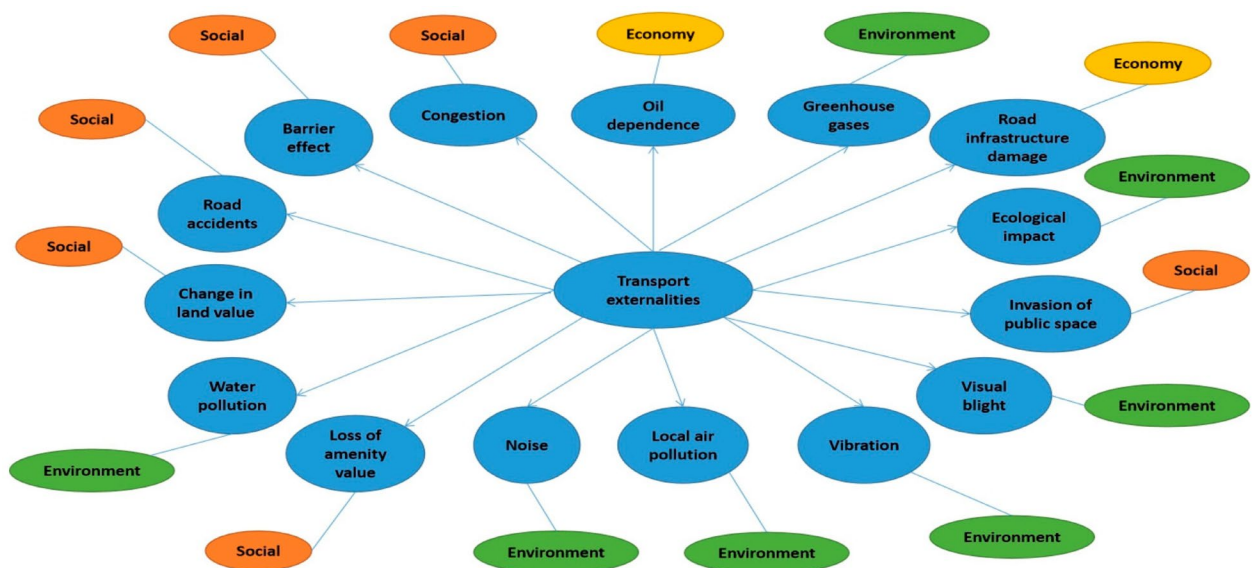 Social
Social
Economy
Environment
Economy
Social
Barrier
effect
Congestion
Oil
dependence
Greenhouse
gases
Road
infrastructure
damage
Environment
Road
accidents
Ecological
impact
Social
Social
Change in
land value
Transport
externalities
Invasion of
public space
Water
pollution
Visual
blight
Environment
Loss of
amenity
value
Noise
Local air
pollution
Vibration
Environment
Social
Environment
Environment
Environment